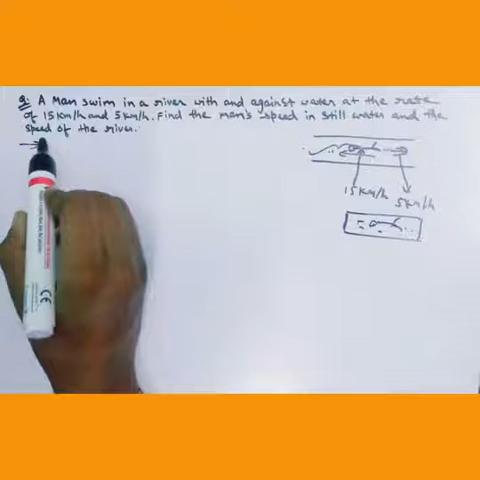 Q. A Man swim in a river with and against water at the rate
of 15 km/h and 5 km/h. Find the man's speed in still water and the
speed of the river.
15 km/h
5 km/h